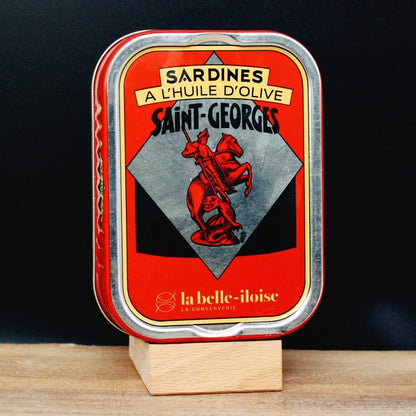 SARDINES
A L'HUILE D'OLIVE
SAINT-GEORGES
la belle-iloise
LA CONSERVERIE